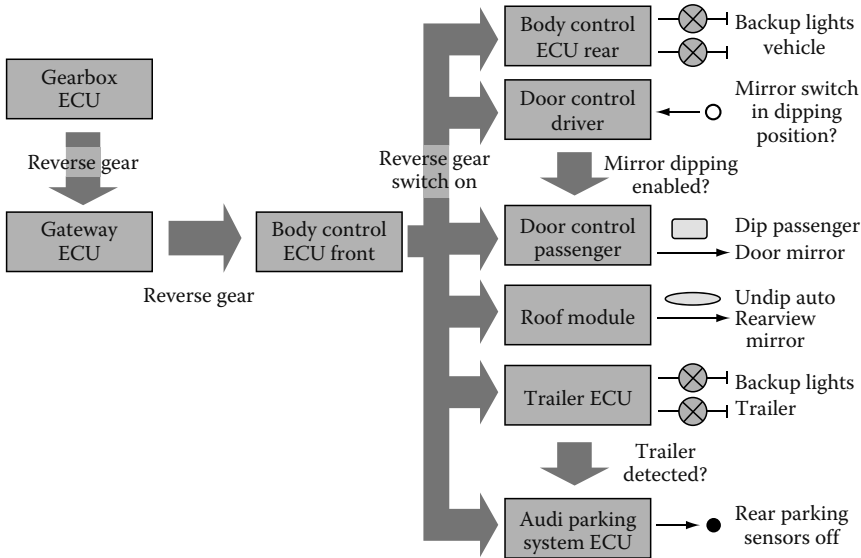 Gearbox
ECU
Reverse gear
Gateway
ECU
Reverse gear
Body control
ECU front
Reverse gear
switch on
Body control
ECU rear
Backup lights
vehicle
Door control
driver
Mirror switch
in dipping
position?
Mirror dipping
enabled?
Door control
passenger
Dip passenger
Door mirror
Roof module
Undip auto
Rearview
mirror
Trailer ECU
Backup lights
Trailer
Trailer
detected?
Audi parking
system ECU
Rear parking
sensors off